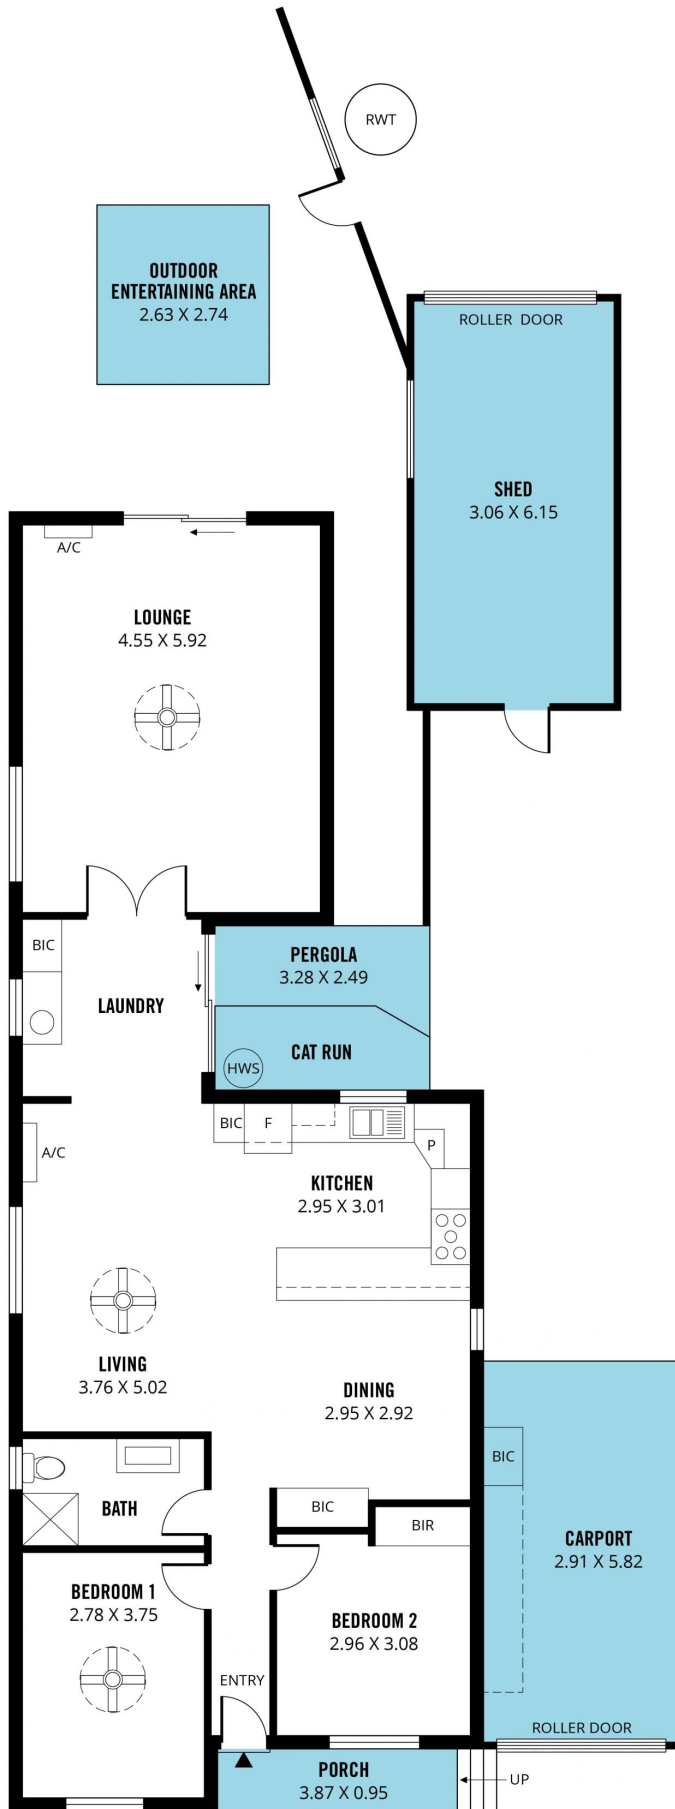 RWT
OUTDOOR
ENTERTAINING AREA
2.63 X 2.74
ROLLER DOOR
SHED
3.06 X 6.15
A/C
LOUNGE
4.55 X 5.92
BIC
LAUNDRY
PERGOLA
3.28 X 2.49
CAT RUN
HWS
BIC
F
P
A/C
KITCHEN
2.95 X 3.01
LIVING
3.76 X 5.02
DINING
2.95 X 2.92
BIC
BATH
BIC
BIR
CARPORT
2.91 X 5.82
BEDROOM 1
2.78 X 3.75
BEDROOM 2
2.96 X 3.08
ENTRY
ROLLER DOOR
PORCH
3.87 X 0.95
UP